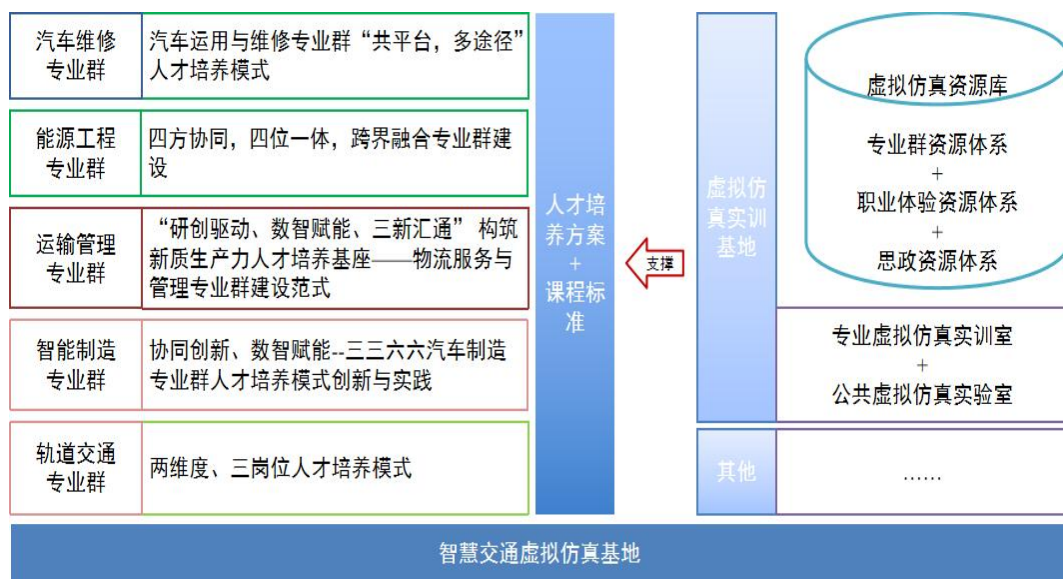 汽车维修
专业群
汽车运用与维修专业群“共平台，多途径”
人才培养模式
能源工程
专业群
四方协同，四位一体，跨界融合专业群建
设
运输管理
专业群
“研创驱动、数智赋能、三新汇通” 构筑
新质生产力人才培养基座——物流服务与
管理专业群建设范式
智能制造
专业群
协同创新、数智赋能--三三六六汽车制造
专业群人才培养模式创新与实践
轨道交通
专业群
两维度、三岗位人才培养模式
人才培
养方案
+
课程标
准
支撑
虚拟仿
真实训
基地
虚拟仿真资源库
专业群资源体系
+
职业体验资源体系
+
思政资源体系
专业虚拟仿真实训室
+
公共虚拟仿真实验室
其他
……
智慧交通虚拟仿真基地